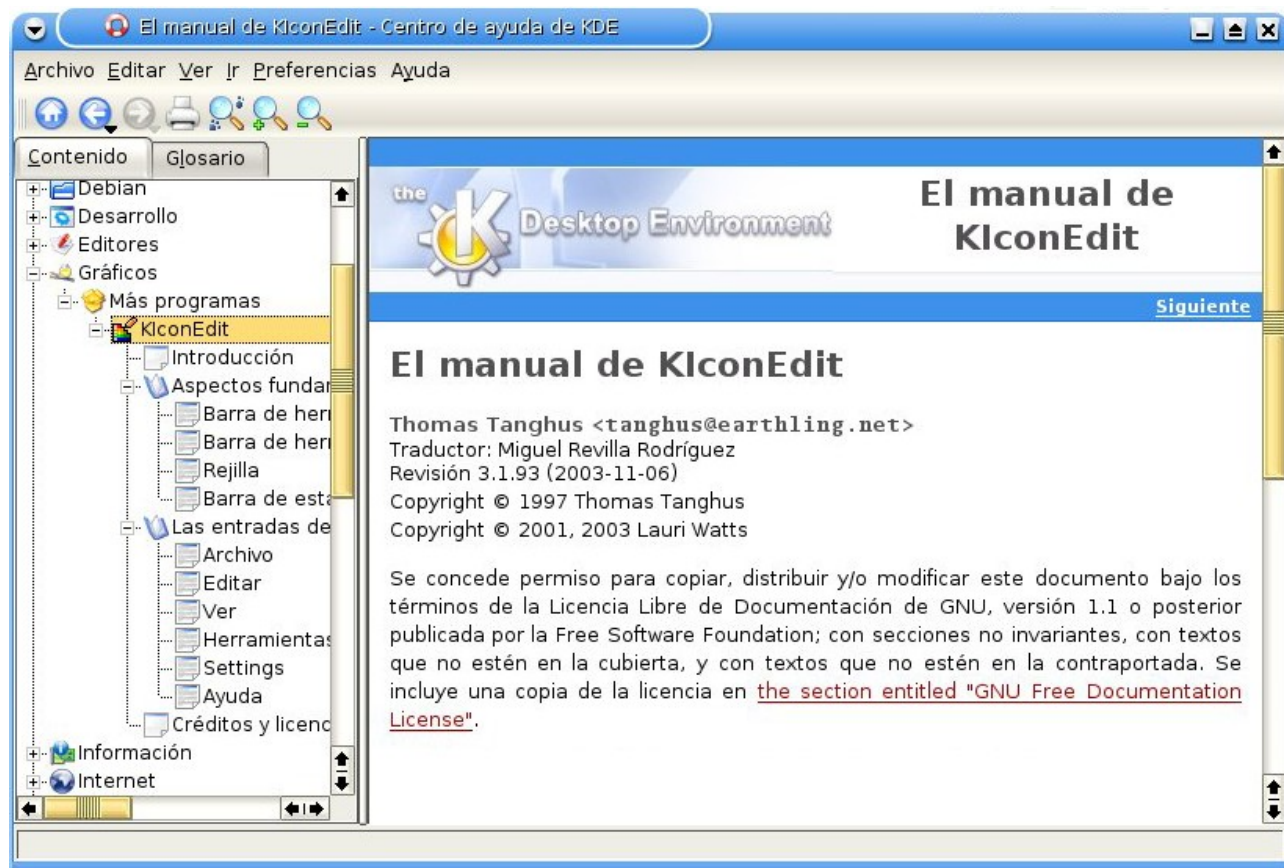 El manual de KIconEdit - Centro de ayuda de KDE
Archivo Editar Ver Ir Preferencias Ayuda
Contenido Glosario
Debian
Desarrollo
Editores
Gráficos
Más programas
KIconEdit
Introducción
Aspectos fundar
Barra de heri
Barra de heri
Rejilla
Barra de esta
Las entradas de
Archivo
Editar
Ver
Herramientas
Settings
Ayuda
Créditos y licenc
Información
Internet
the K Desktop Environment
El manual de
KIconEdit
Siguiente
El manual de KIconEdit
Thomas Tanghus <tanghus@earthling.net>
Traductor: Miguel Revilla Rodríguez
Revisión 3.1.93 (2003-11-06)
Copyright © 1997 Thomas Tanghus
Copyright © 2001, 2003 Lauri Watts
Se concede permiso para copiar, distribuir y/o modificar este documento bajo los
términos de la Licencia Libre de Documentación de GNU, versión 1.1 o posterior
publicada por la Free Software Foundation; con secciones no invariantes, con textos
que no estén en la cubierta, y con textos que no estén en la contraportada. Se
incluye una copia de la licencia en the section entitled "GNU Free Documentation
License".